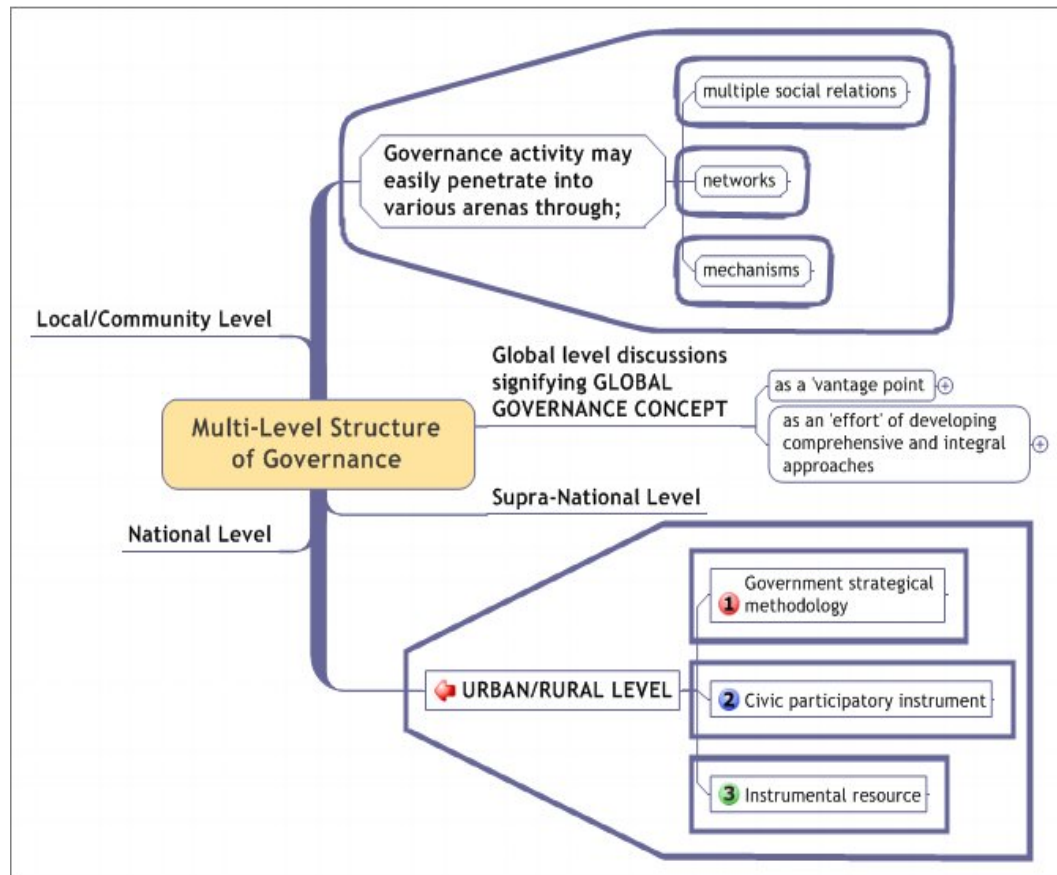 multiple social relations
Governance activity may
easily penetrate into
various arenas through;
networks
mechanisms
Local/Community Level
Global level discussions
signifying GLOBAL
GOVERNANCE CONCEPT
as a 'vantage point
as an 'effort' of developing
comprehensive and integral
approaches
Multi-Level Structure
of Governance
Supra-National Level
National Level
URBAN/RURAL LEVEL
1 Government strategical
methodology
2 Civic participatory instrument
3 Instrumental resource